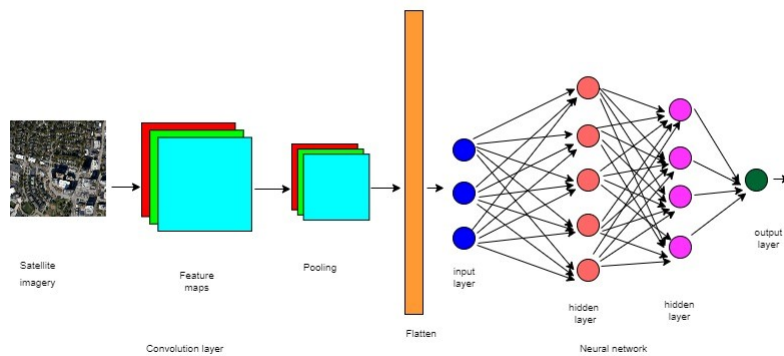 Satellite
imagery
Feature
maps
Pooling
Flatten
input
layer
hidden
layer
hidden
layer
output
layer
Convolution layer
Neural network